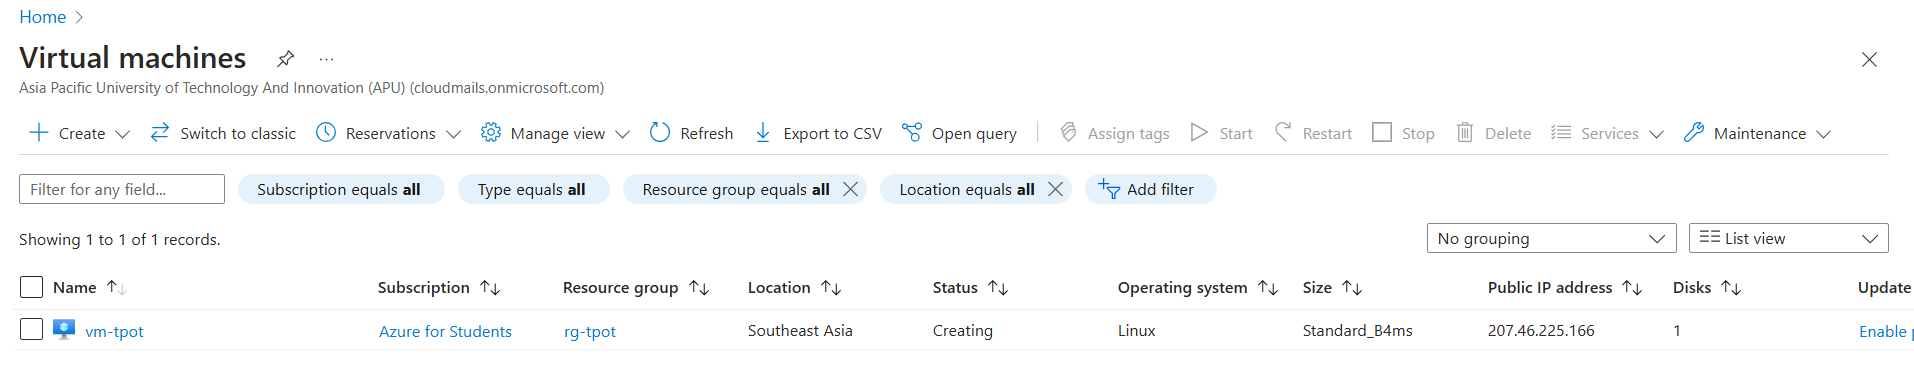 Home
Virtual machines ...
Asia Pacific University of Technology And Innovation (APU) (cloudmails.onmicrosoft.com)
Create Switch to classic Reservations Manage view Refresh Export to CSV Open query Assign tags Start Restart Stop Delete Services Maintenance
Filter for any field... Subscription equals all Type equals all Resource group equals all Location equals all Add filter
Showing 1 to 1 of 1 records. No grouping List view
Name Subscription Resource group Location Status Operating system Size Public IP address Disks Update
vm-tpot Azure for Students rg-tpot Southeast Asia Creating Linux Standard_B4ms 207.46.225.166 1 Enable